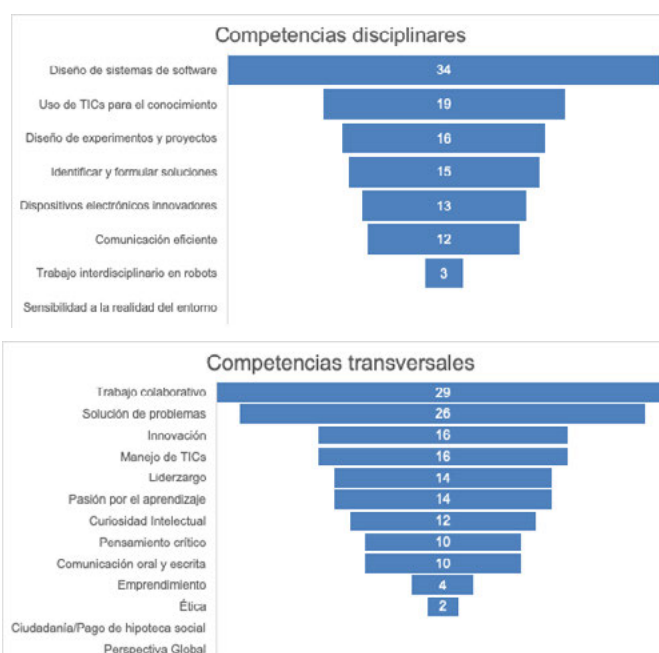 Competencias disciplinares
Diseño de sistemas de software 34
Uso de TICs para el conocimiento 19
Diseño de experimentos y proyectos 16
Identificar y formular soluciones 15
Dispositivos electrónicos innovadores 13
Comunicación eficiente 12
Trabajo interdisciplinario en robots 3
Sensibilidad a la realidad del entorno
Competencias transversales
Trabajo colaborativo 29
Solución de problemas 26
Innovación 16
Manejo de TICs 16
Liderzargo 14
Pasión por el aprendizaje 14
Curiosidad Intelectual 12
Pensamiento crítico 10
Comunicación oral y escrita 10
Emprendimiento 4
Ética 2
Ciudadanía/Pago de hipoteca social
Perspectiva Global